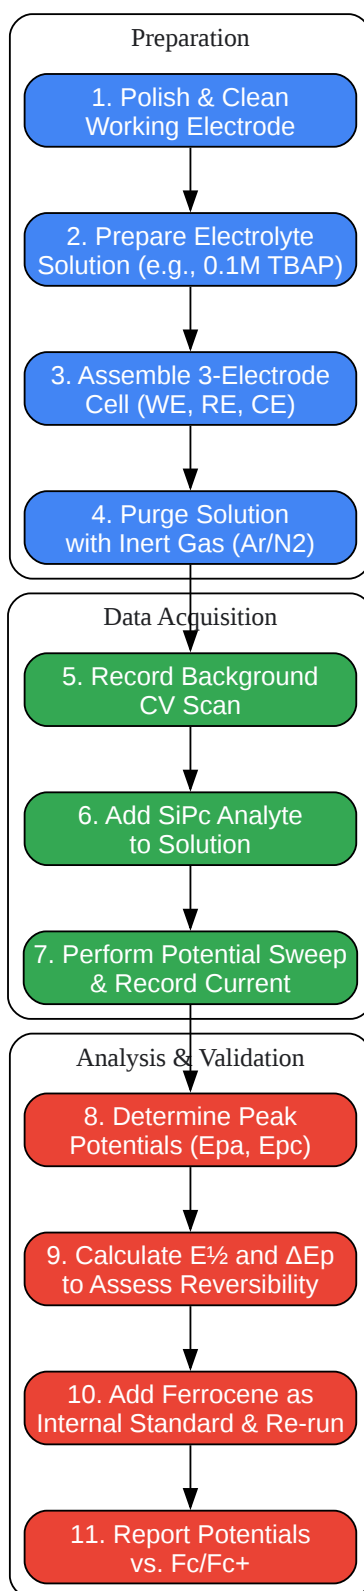 Preparation
1. Polish & Clean
Working Electrode
2. Prepare Electrolyte
Solution (e.g., 0.1M TBAP)
3. Assemble 3-Electrode
Cell (WE, RE, CE)
4. Purge Solution
with Inert Gas (Ar/N2)
Data Acquisition
5. Record Background
CV Scan
6. Add SiPc Analyte
to Solution
7. Perform Potential Sweep
& Record Current
Analysis & Validation
8. Determine Peak
Potentials (Epa, Epc)
9. Calculate E½ and ΔEp
to Assess Reversibility
10. Add Ferrocene as
Internal Standard & Re-run
11. Report Potentials
vs. Fc/Fc+